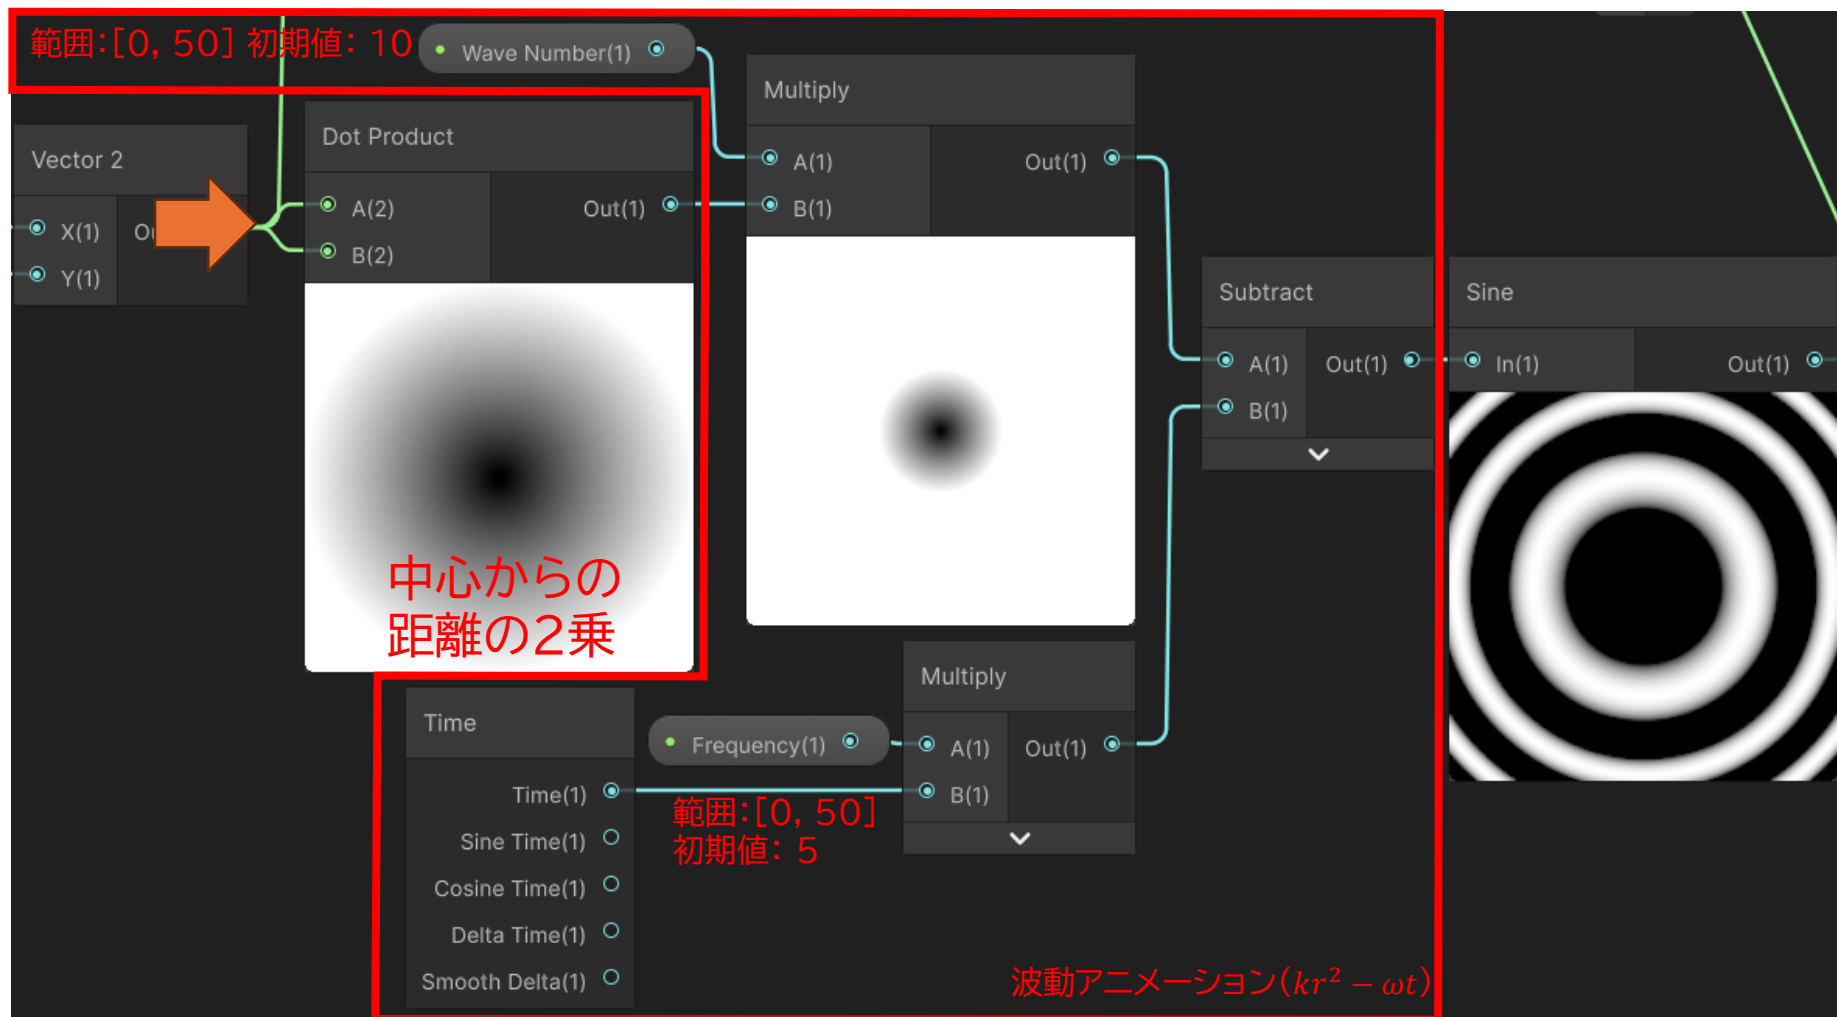 範囲：[0, 50] 初期値： 10
Wave Number(1)
Vector 2
X(1)
Y(1)
Dot Product
A(2)
B(2)
Out(1)
中心からの
距離の2乗
Multiply
A(1)
B(1)
Out(1)
Time
Time(1)
Sine Time(1)
Cosine Time(1)
Delta Time(1)
Smooth Delta(1)
Frequency(1)
範囲：[0, 50]
初期値： 5
Multiply
A(1)
B(1)
Out(1)
Subtract
A(1)
B(1)
Out(1)
波動アニメーション（kr² − ωt）
Sine
In(1)
Out(1)